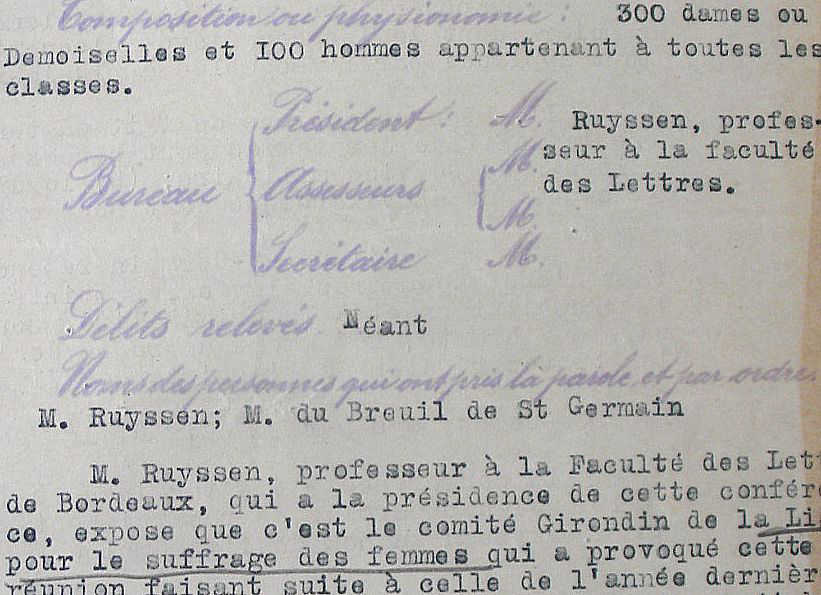 Composition ou physionomie : 300 dames ou
Demoiselles et 100 hommes appartenant à toutes les
classes.
Président : M. Ruyssen, profes-
seur à la faculté
des Lettres.
Bureau
Assesseurs
M.
M.
Secrétaire M.
Délits relevés Néant
Noms des personnes qui ont pris la parole, et par ordre.
M. Ruyssen; M. du Breuil de St Germain
M. Ruyssen, professeur à la Faculté des Lett
de Bordeaux, qui a la présidence de cette confér
ce, expose que c'est le comité Girondin de la Li
pour le suffrage des femmes qui a provoqué cette
réunion faisant suite à celle de l'année dernièr